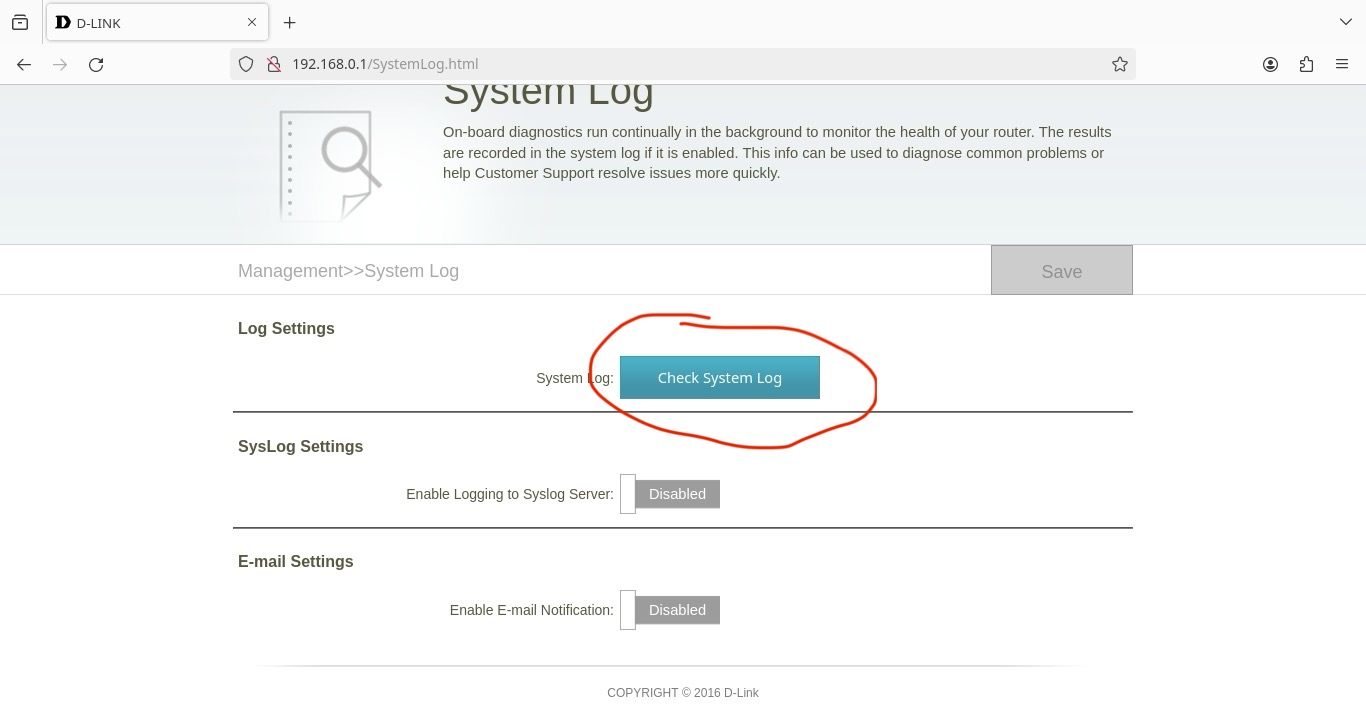 D-LINK
192.168.0.1/SystemLog.html
System Log
On-board diagnostics run continually in the background to monitor the health of your router. The results
are recorded in the system log if it is enabled. This info can be used to diagnose common problems or
help Customer Support resolve issues more quickly.
Management>>System Log
Save
Log Settings
System Log:
Check System Log
SysLog Settings
Enable Logging to Syslog Server:
Disabled
E-mail Settings
Enable E-mail Notification:
Disabled
COPYRIGHT © 2016 D-Link